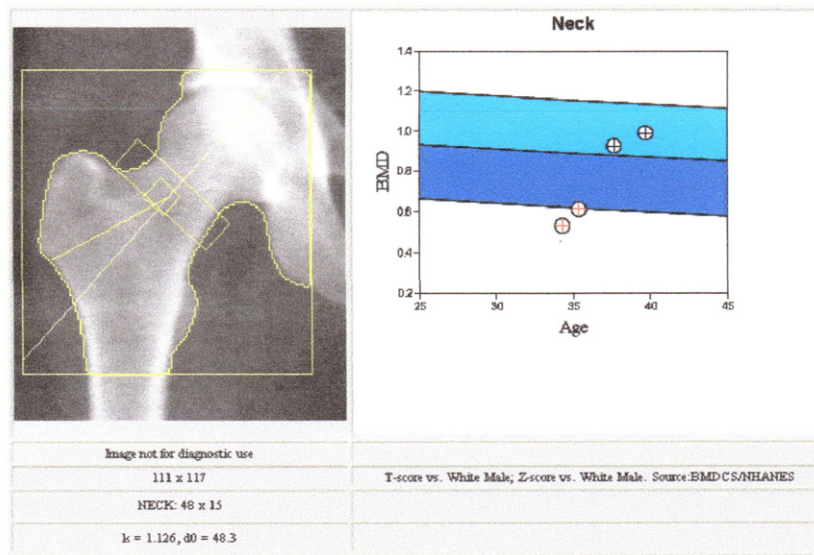 Neck
1.4
1.2
1.0
0.8
0.6
0.4
0.2
BMD
25
30
35
40
45
Age
Image not for diagnostic use
111 x 117
T-score vs. White Male; Z-score vs. White Male. Source:BMDCS/NHANES
NECK: 48 x 15
k = 1.126, d0 = 48.3